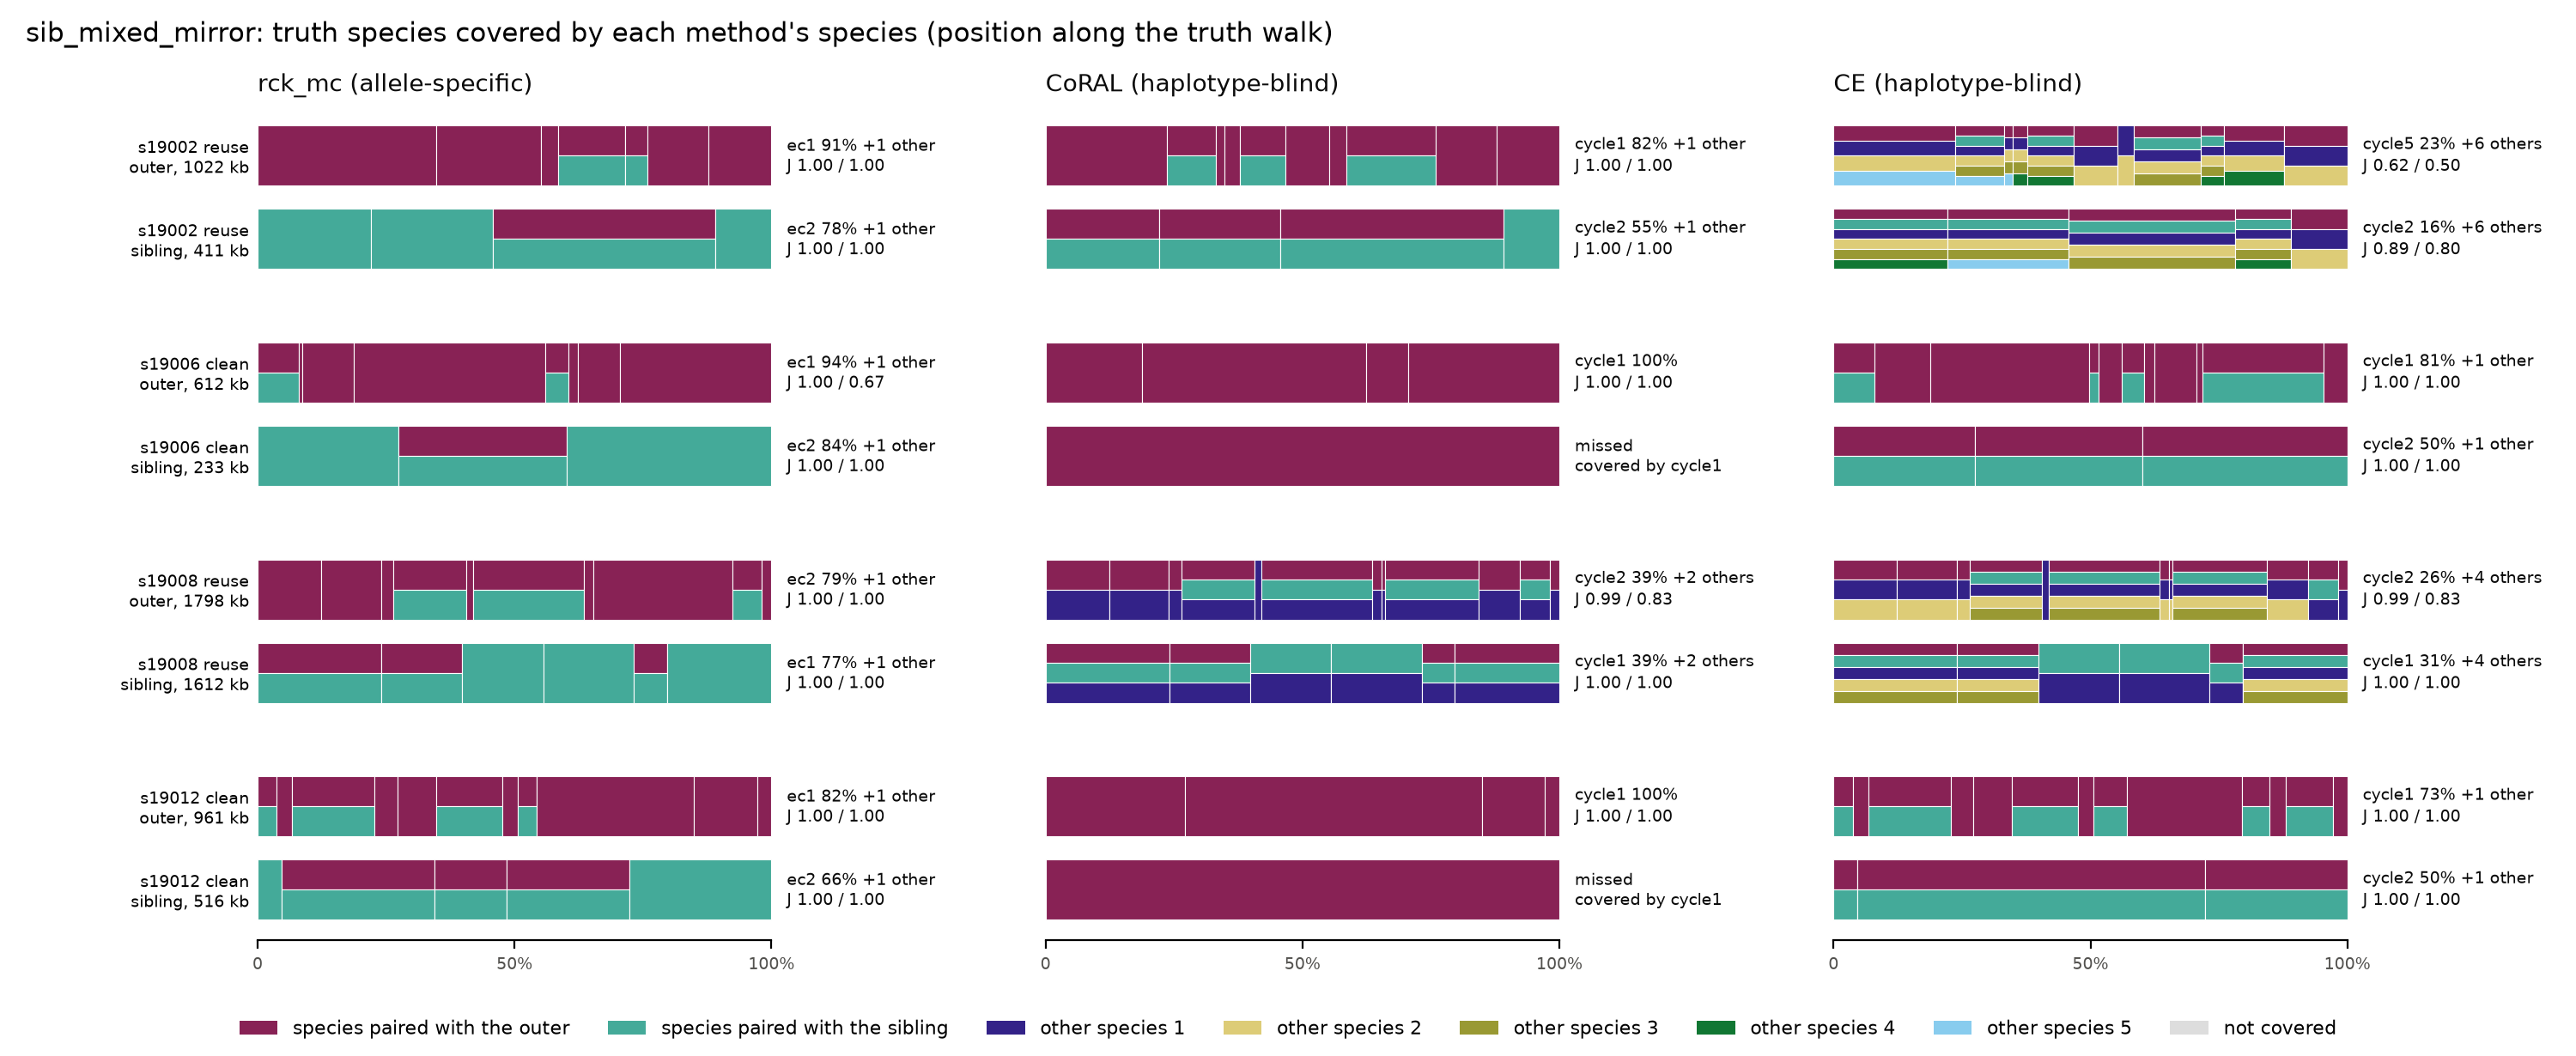 sib_mixed_mirror: truth species covered by each method's species (position along the truth walk)
rck_mc (allele-specific)
CoRAL (haplotype-blind)
CE (haplotype-blind)
s19002 reuse
outer, 1022 kb
ec1 91% +1 other
J 1.00 / 1.00
cycle1 82% +1 other
J 1.00 / 1.00
cycle5 23% +6 others
J 0.62 / 0.50
s19002 reuse
sibling, 411 kb
ec2 78% +1 other
J 1.00 / 1.00
cycle2 55% +1 other
J 1.00 / 1.00
cycle2 16% +6 others
J 0.89 / 0.80
s19006 clean
outer, 612 kb
ec1 94% +1 other
J 1.00 / 0.67
cycle1 100%
J 1.00 / 1.00
cycle1 81% +1 other
J 1.00 / 1.00
s19006 clean
sibling, 233 kb
ec2 84% +1 other
J 1.00 / 1.00
missed
covered by cycle1
cycle2 50% +1 other
J 1.00 / 1.00
s19008 reuse
outer, 1798 kb
ec2 79% +1 other
J 1.00 / 1.00
cycle2 39% +2 others
J 0.99 / 0.83
cycle2 26% +4 others
J 0.99 / 0.83
s19008 reuse
sibling, 1612 kb
ec1 77% +1 other
J 1.00 / 1.00
cycle1 39% +2 others
J 1.00 / 1.00
cycle1 31% +4 others
J 1.00 / 1.00
s19012 clean
outer, 961 kb
ec1 82% +1 other
J 1.00 / 1.00
cycle1 100%
J 1.00 / 1.00
cycle1 73% +1 other
J 1.00 / 1.00
s19012 clean
sibling, 516 kb
ec2 66% +1 other
J 1.00 / 1.00
missed
covered by cycle1
cycle2 50% +1 other
J 1.00 / 1.00
0 50% 100%
0 50% 100%
0 50% 100%
species paired with the outer
species paired with the sibling
other species 1
other species 2
other species 3
other species 4
other species 5
not covered